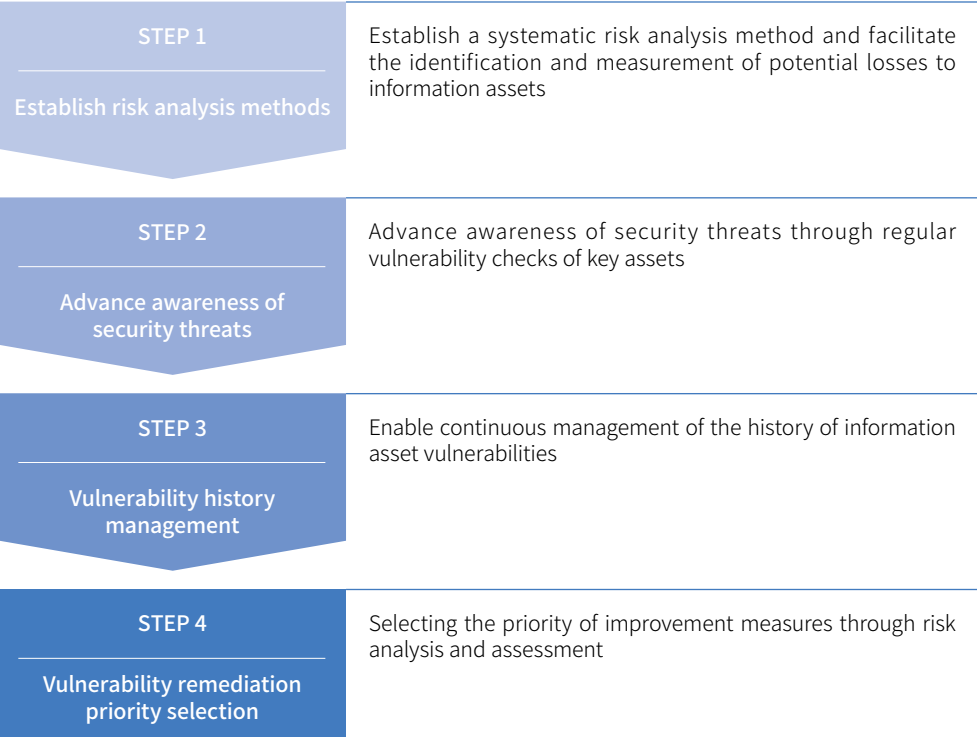 STEP 1
Establish risk analysis methods
Establish a systematic risk analysis method and facilitate
the identification and measurement of potential losses to
information assets
STEP 2
Advance awareness of
security threats
Advance awareness of security threats through regular
vulnerability checks of key assets
STEP 3
Vulnerability history
management
Enable continuous management of the history of information
asset vulnerabilities
STEP 4
Vulnerability remediation
priority selection
Selecting the priority of improvement measures through risk
analysis and assessment